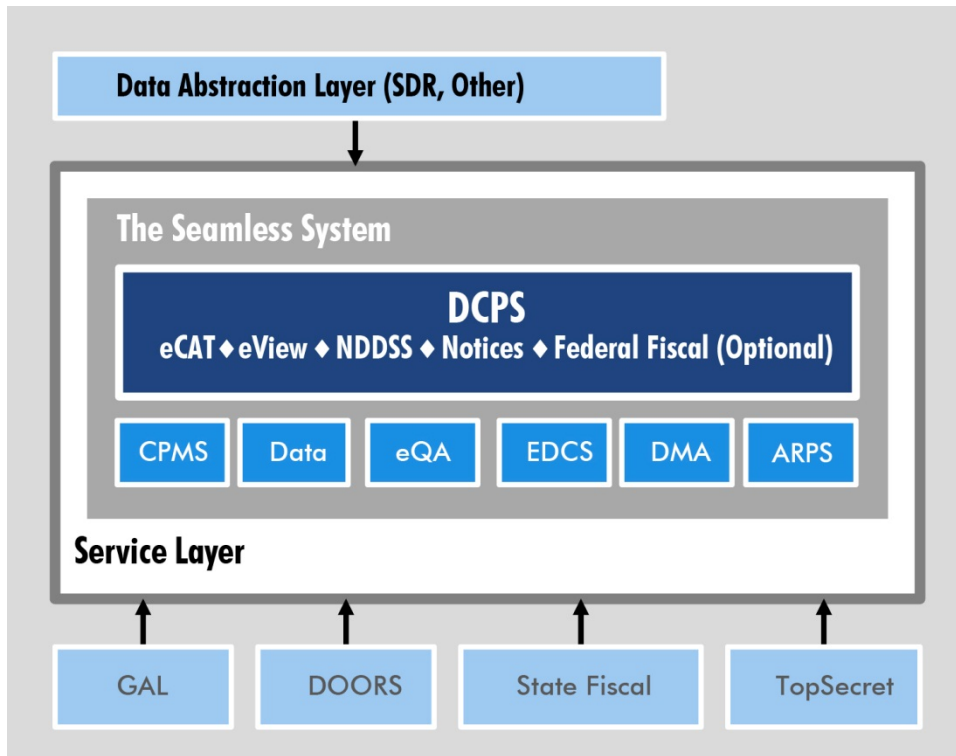 Data Abstraction Layer (SDR, Other)
The Seamless System
DCPS
eCAT♦eView ♦ NDDSS ♦ Notices ♦ Federal Fiscal (Optional)
CPMS Data eQA EDCS DMA ARPS
Service Layer
GAL DOORS State Fiscal TopSecret